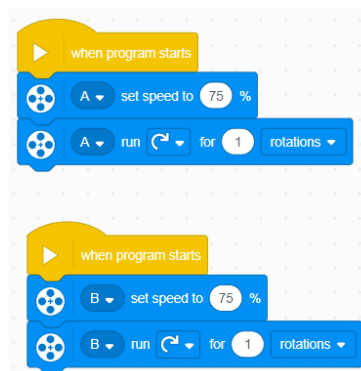 when program starts
A set speed to 75 %
A run for 1 rotations
when program starts
B set speed to 75 %
B run for 1 rotations